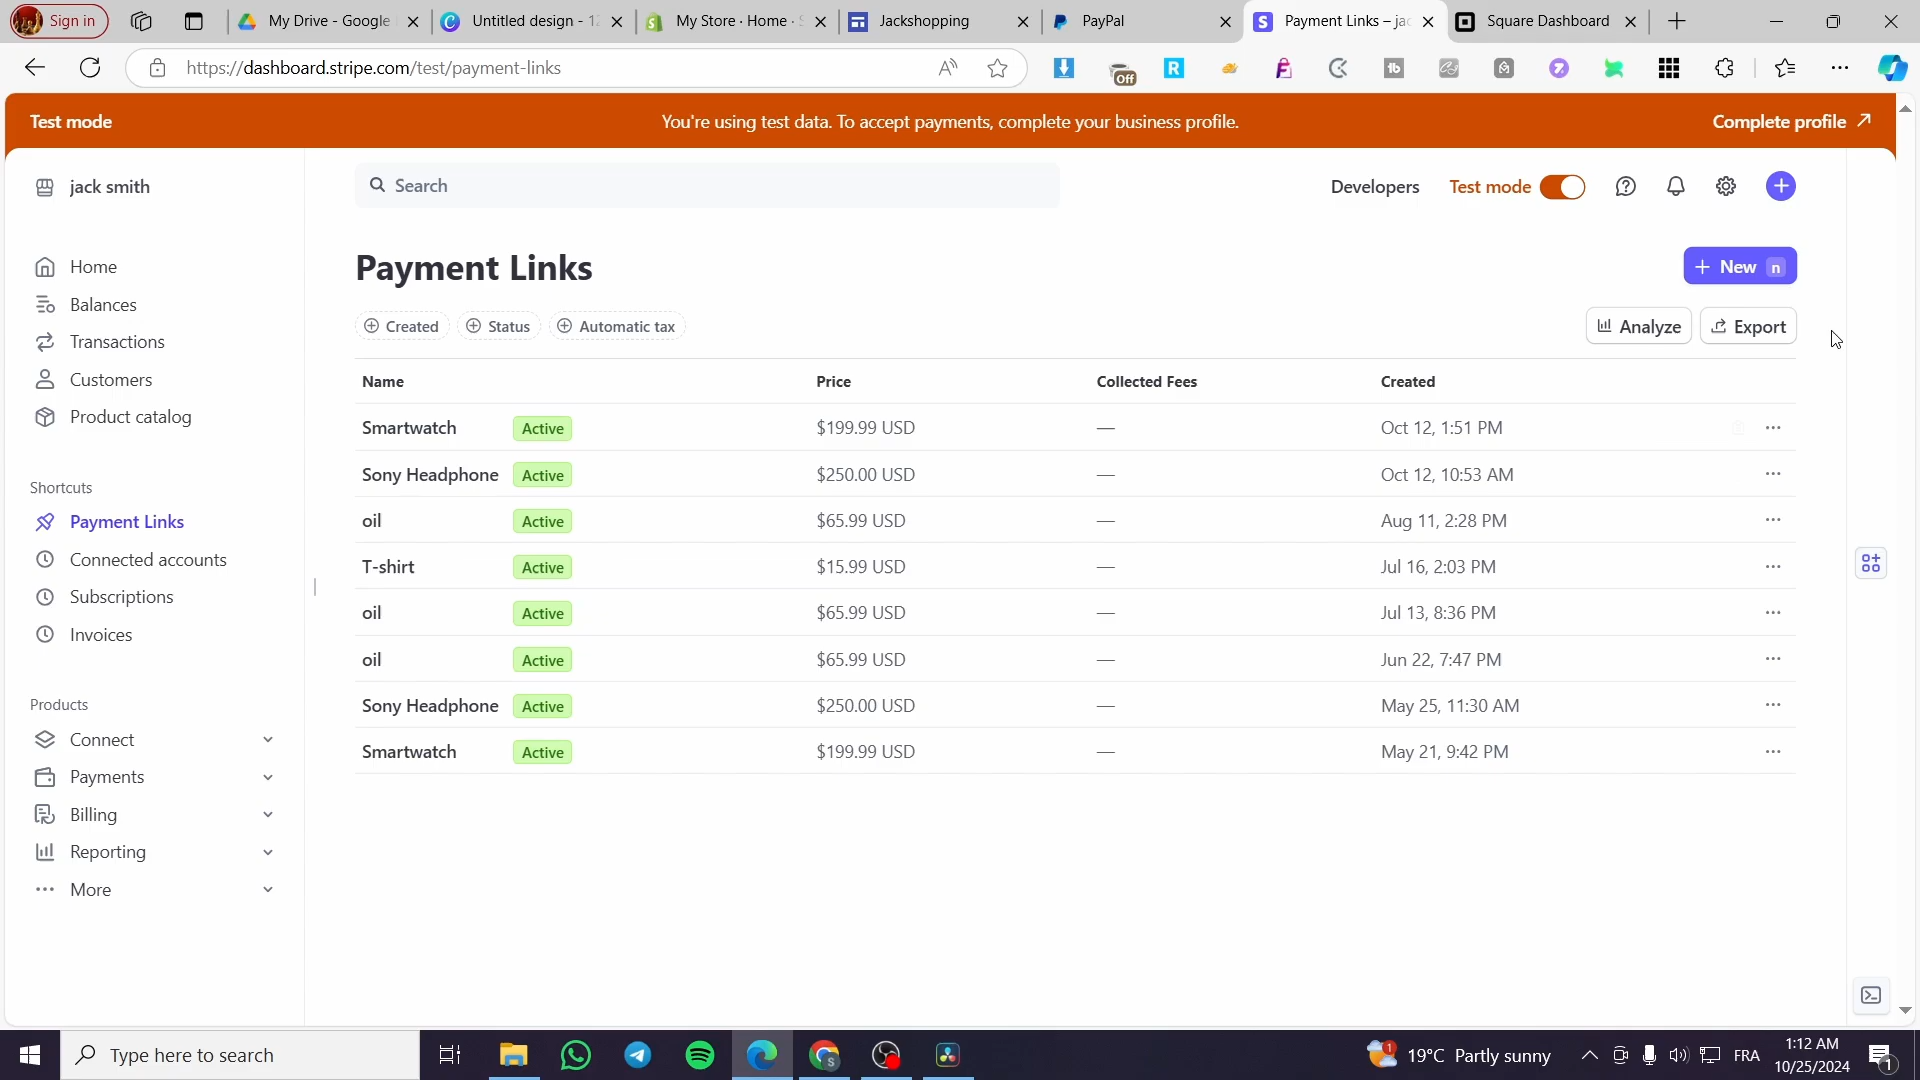 Sign in
My Drive - Google
Untitled design - 12
My Store · Home · S
Jackshopping
PayPal
Payment Links – jac
Square Dashboard
https://dashboard.stripe.com/test/payment-links
Off
Test mode
You're using test data. To accept payments, complete your business profile.
Complete profile
jack smith
Search
Developers
Test mode
Home
Balances
Transactions
Customers
Product catalog
Shortcuts
Payment Links
Connected accounts
Subscriptions
Invoices
Products
Connect
Payments
Billing
Reporting
More
Payment Links
New n
Created
Status
Automatic tax
Analyze
Export
Name Price Collected Fees Created
Smartwatch Active $199.99 USD — Oct 12, 1:51 PM
Sony Headphone Active $250.00 USD — Oct 12, 10:53 AM
oil Active $65.99 USD — Aug 11, 2:28 PM
T-shirt Active $15.99 USD — Jul 16, 2:03 PM
oil Active $65.99 USD — Jul 13, 8:36 PM
oil Active $65.99 USD — Jun 22, 7:47 PM
Sony Headphone Active $250.00 USD — May 25, 11:30 AM
Smartwatch Active $199.99 USD — May 21, 9:42 PM
Type here to search
1
19°C Partly sunny
FRA
1:12 AM
10/25/2024
1